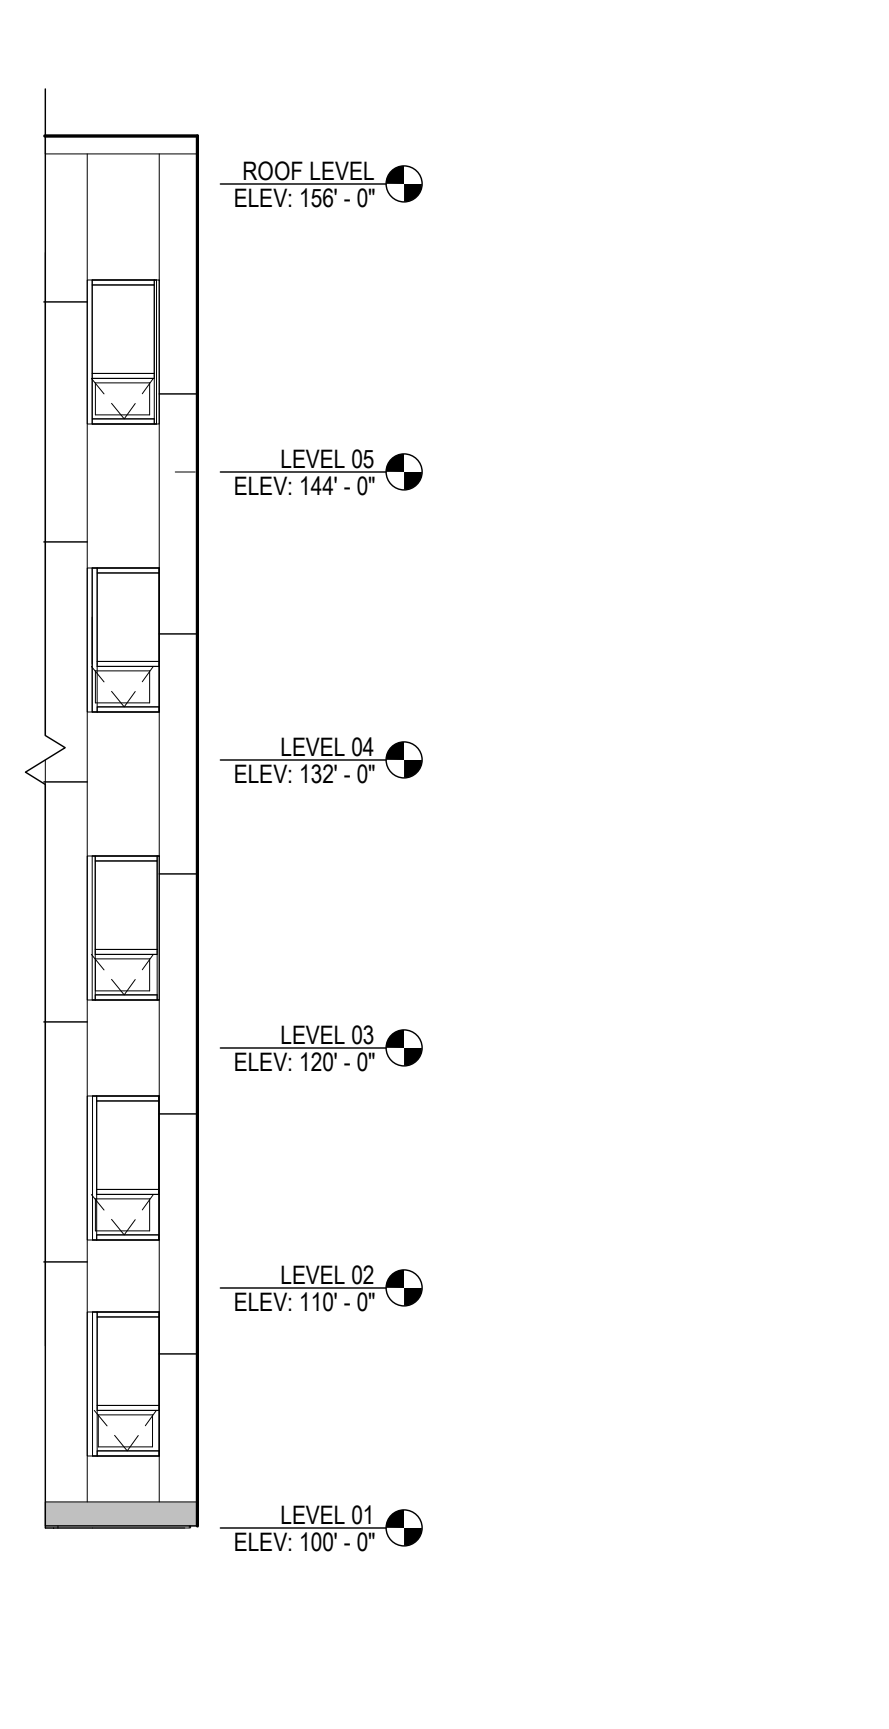 ROOF LEVEL
ELEV: 156' - 0"
LEVEL 05
ELEV: 144' - 0"
LEVEL 04
ELEV: 132' - 0"
LEVEL 03
ELEV: 120' - 0"
LEVEL 02
ELEV: 110' - 0"
LEVEL 01
ELEV: 100' - 0"